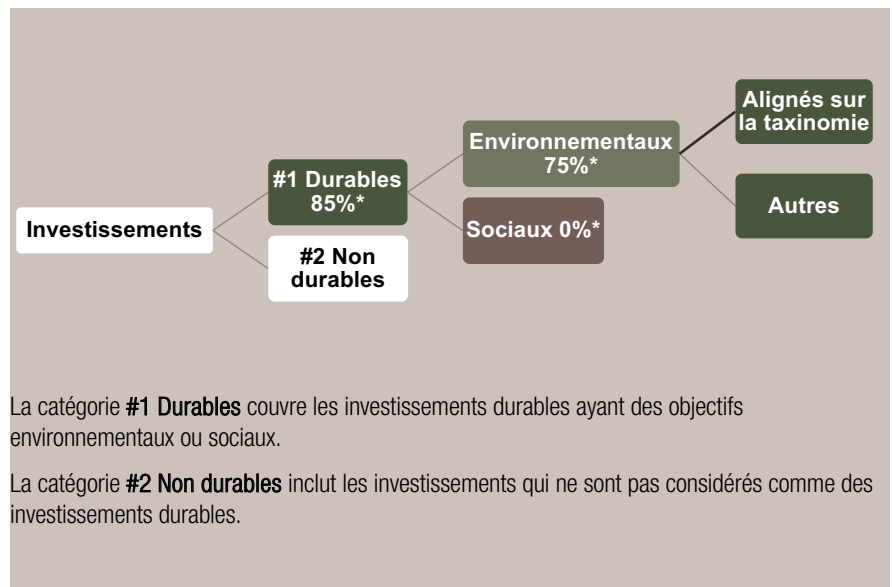 Investissements
#1 Durables
85%*
#2 Non
durables
Environnementaux
75%*
Sociaux 0%*
Alignés sur
la taxinomie
Autres
La catégorie #1 Durables couvre les investissements durables ayant des objectifs
environnementaux ou sociaux.
La catégorie #2 Non durables inclut les investissements qui ne sont pas considérés comme des
investissements durables.